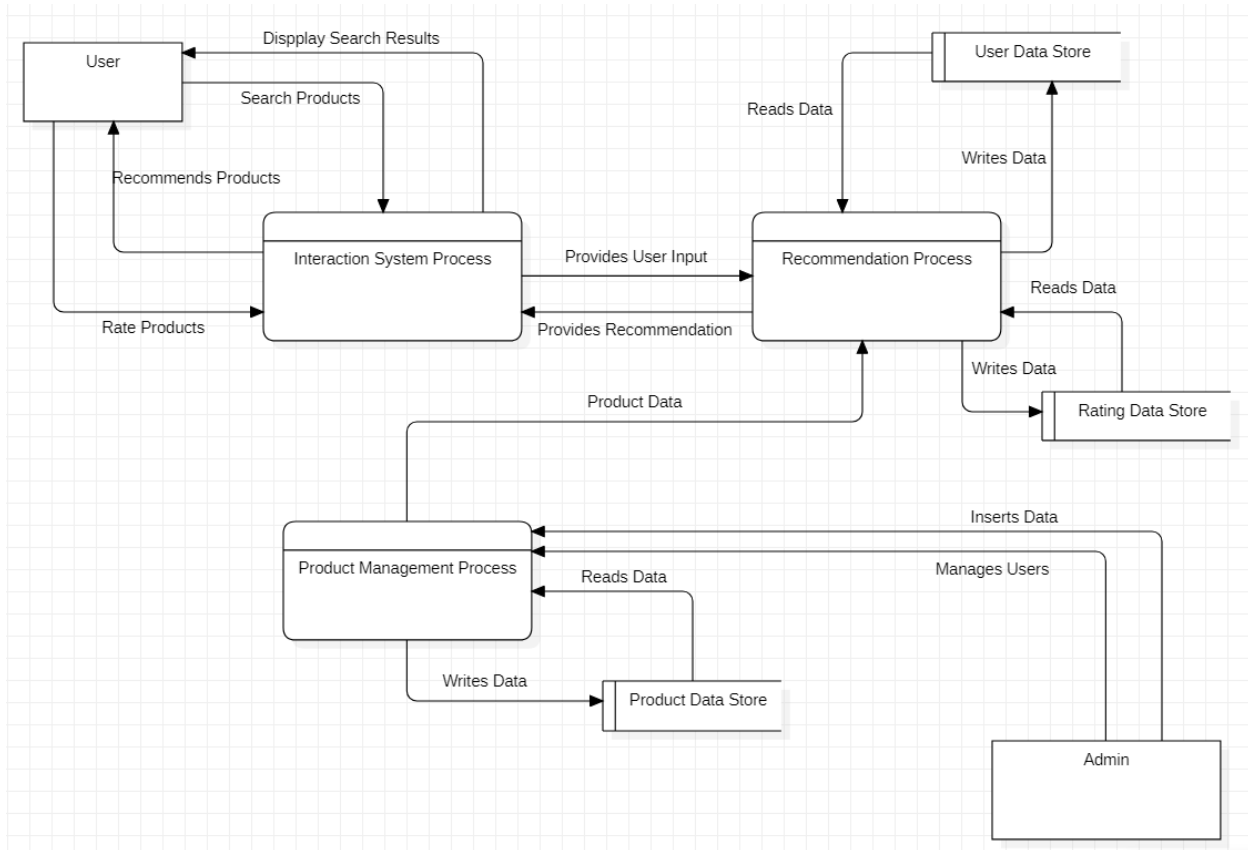 Dispplay Search Results
User
User Data Store
Search Products
Reads Data
Writes Data
Recommends Products
Interaction System Process
Provides User Input
Recommendation Process
Reads Data
Rate Products
Provides Recommendation
Writes Data
Product Data
Rating Data Store
Inserts Data
Product Management Process
Reads Data
Manages Users
Writes Data
Product Data Store
Admin